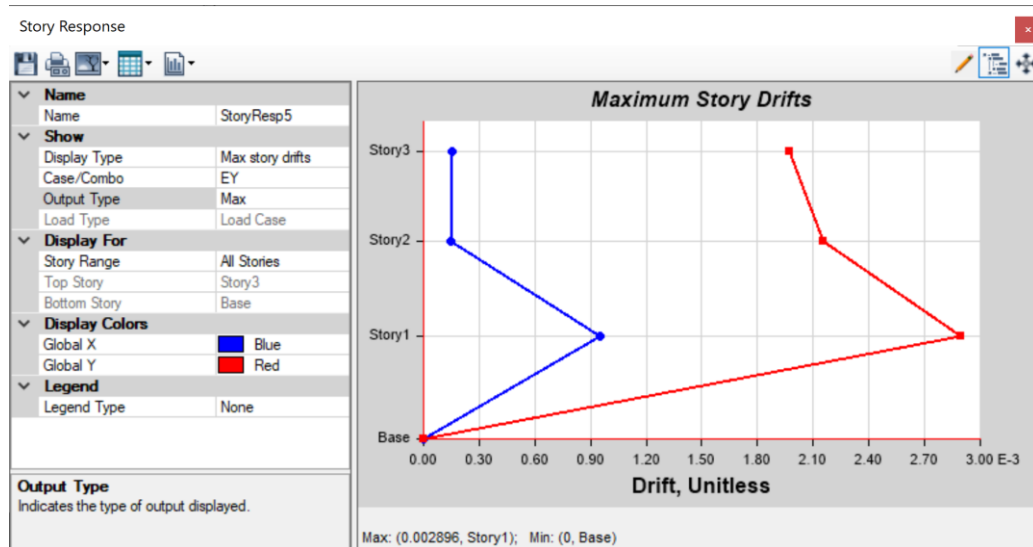 Story Response
Name
Name StoryResp5
Show
Display Type Max story drifts
Case/Combo EY
Output Type Max
Load Type Load Case
Display For
Story Range All Stories
Top Story Story3
Bottom Story Base
Display Colors
Global X Blue
Global Y Red
Legend
Legend Type None
Output Type
Indicates the type of output displayed.
Maximum Story Drifts
Story3
Story2
Story1
Base
0.00 0.30 0.60 0.90 1.20 1.50 1.80 2.10 2.40 2.70 3.00 E-3
Drift, Unitless
Max: (0.002896, Story1); Min: (0, Base)